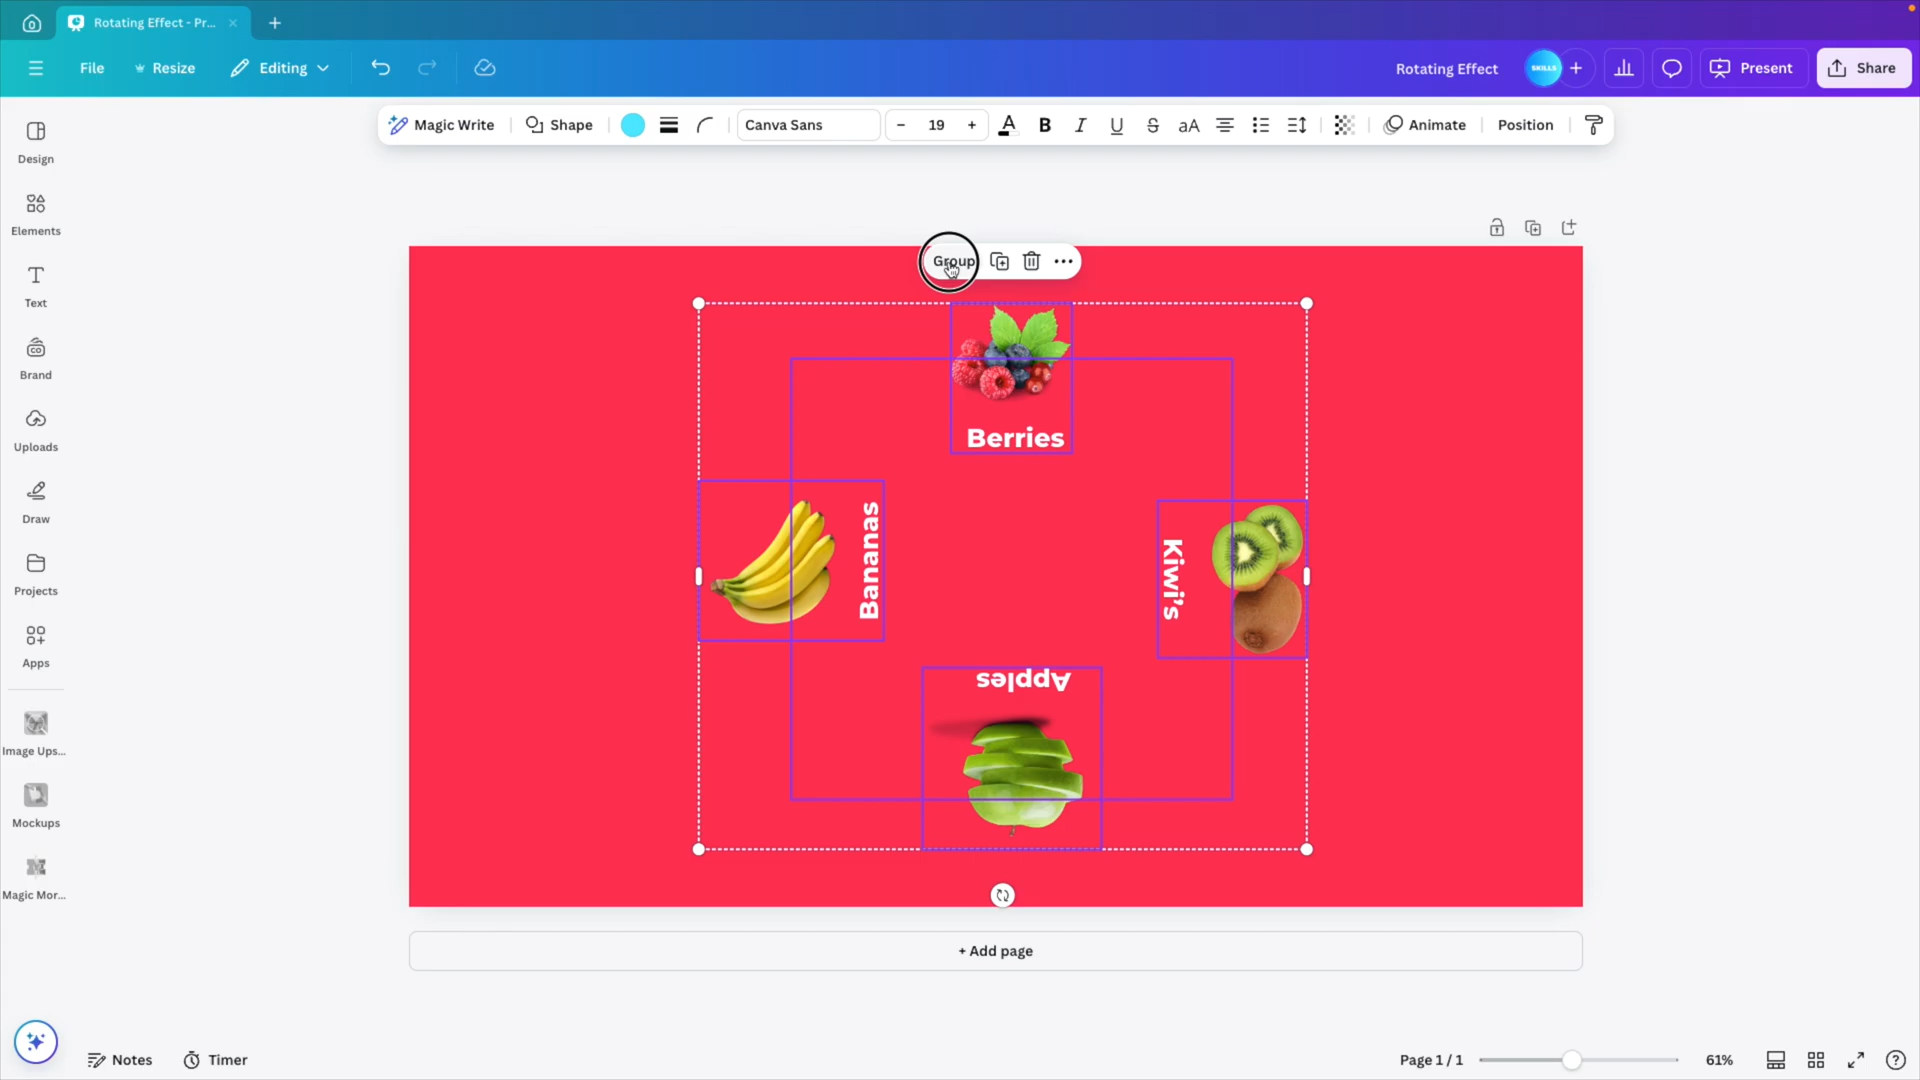 Rotating Effect - Pr...
File
Resize
Editing
Rotating Effect
SKILLS
Present
Share
Magic Write
Shape
Canva Sans
19
A
B
I
U
S
aA
Animate
Position
Design
Elements
Text
Brand
Uploads
Draw
Projects
Apps
Image Ups...
Mockups
Magic Mor...
Group
Berries
Bananas
Kiwi's
Apples
+ Add page
Notes
Timer
Page 1 / 1
61%